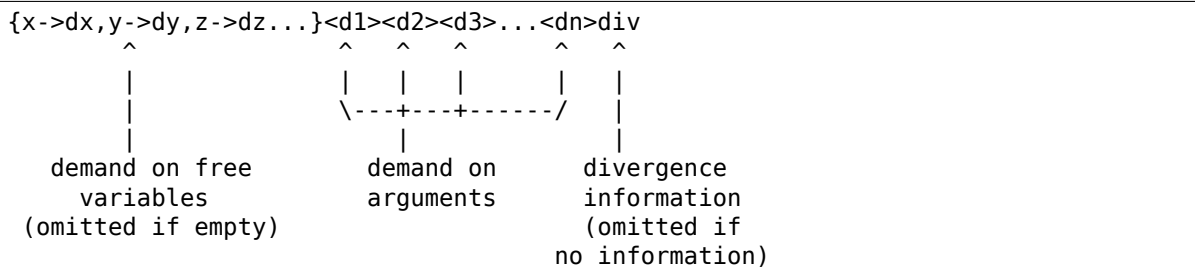 {x->dx,y->dy,z->dz...}<d1><d2><d3>...<dn>div
        ^                ^   ^   ^      ^   ^
        |                |   |   |      |   |
        |                \---+---+------/   |
        |                    |              |
   demand on free        demand on      divergence
     variables           arguments      information
 (omitted if empty)                     (omitted if
                                      no information)